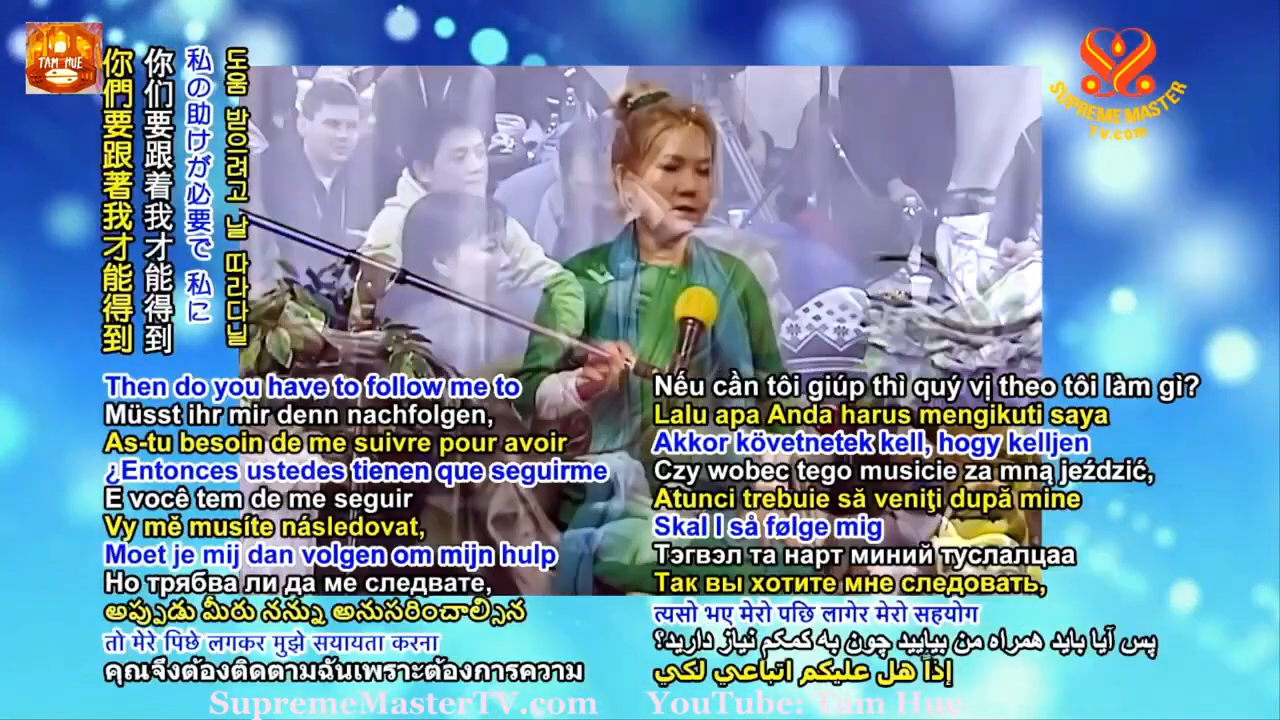 TAM HUE
SUPREME MASTER
TV.com
你們要跟著我才能得到
你们要跟着我才能得到
私の助けが必要で 私に
도움 받으려고 날 따라다닐
Then do you have to follow me to
Müsst ihr mir denn nachfolgen,
As-tu besoin de me suivre pour avoir
¿Entonces ustedes tienen que seguirme
E você tem de me seguir
Vy mě musíte následovat,
Moet je mij dan volgen om mijn hulp
Но трябва ли да ме следвате,
అప్పుడు మీరు నన్ను అనుసరించాల్సిన
तो मेरे पिछे लगकर मुझे सयायता करना
คุณจึงต้องติดตามฉันเพราะต้องการความ
Nếu cần tôi giúp thì quý vị theo tôi làm gì?
Lalu apa Anda harus mengikuti saya
Akkor követnetek kell, hogy kelljen
Czy wobec tego musicie za mną jeździć,
Atunci trebuie să veniţi după mine
Skal I så følge mig
Тэгвэл та нарт миний туслалцаа
Так вы хотите мне следовать,
त्यसो भए मेरो पछि लागेर मेरो सहयोग
پس آیا باید همراه من بیایید چون به کمکم نیاز دارید؟
إذاً هل عليكم اتباعي لكي
SupremeMasterTV.com YouTube: Tam Hue